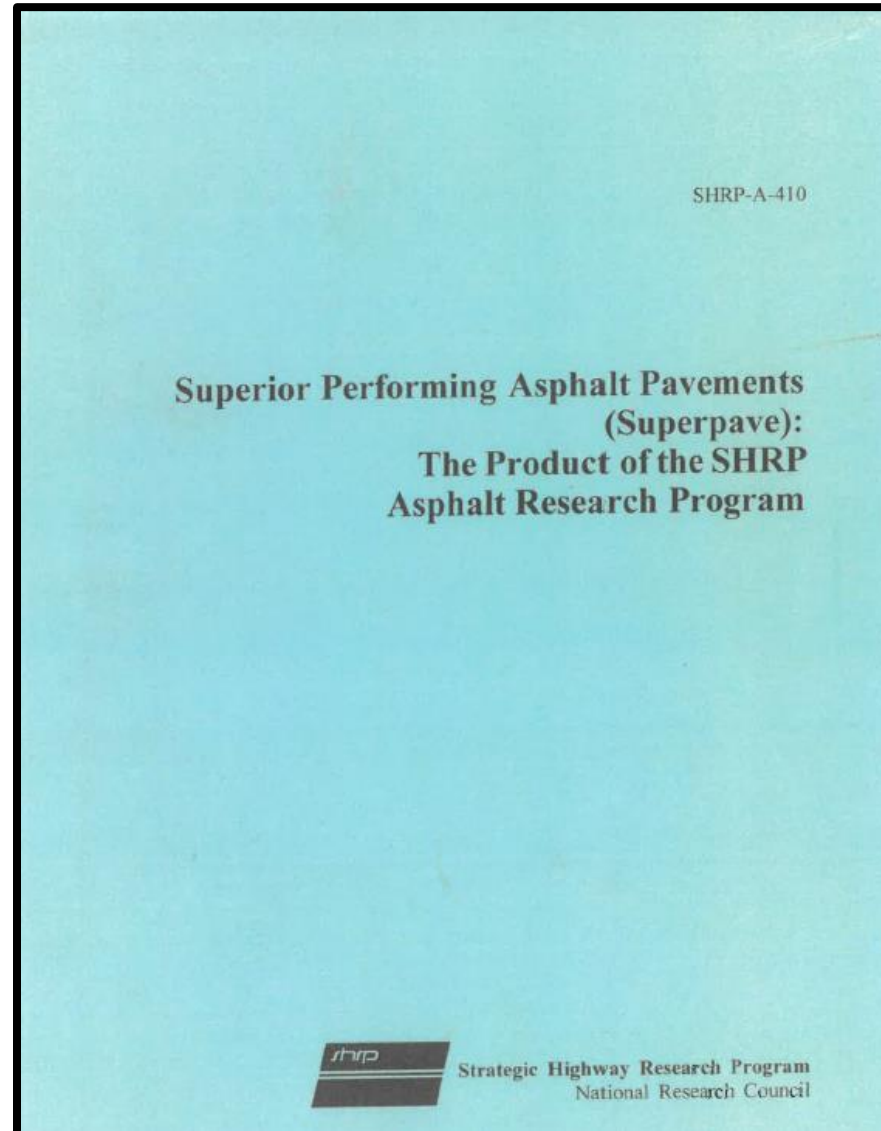 SHRP-A-410
Superior Performing Asphalt Pavements
(Superpave):
The Product of the SHRP
Asphalt Research Program
shrp
Strategic Highway Research Program
National Research Council